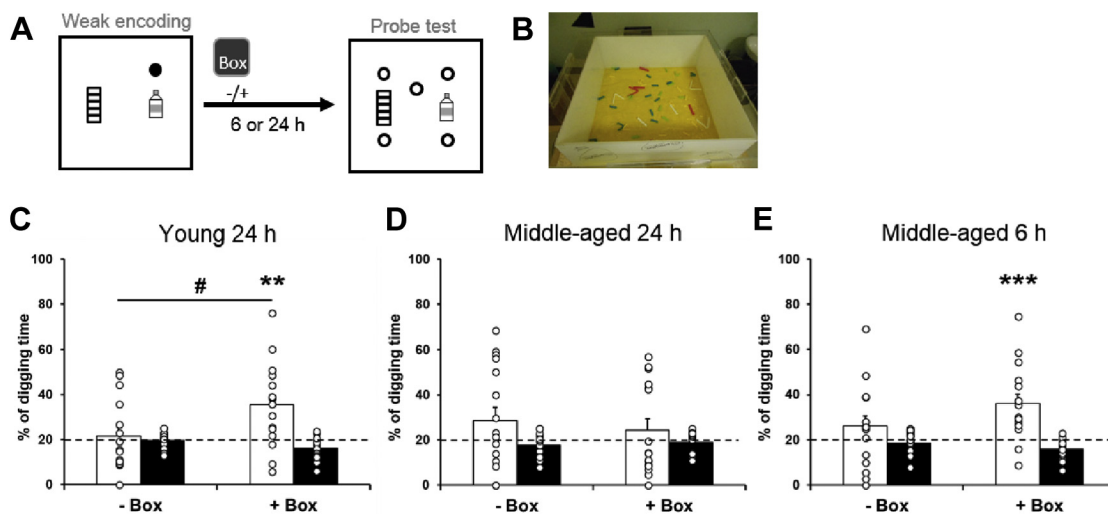 A
Weak encoding
Box
-/+
6 or 24 h
Probe test
B
C
Young 24 h
% of digging time
100
80
60
40
20
0
#
**
- Box
+ Box
D
Middle-aged 24 h
% of digging time
100
80
60
40
20
0
- Box
+ Box
E
Middle-aged 6 h
% of digging time
100
80
60
40
20
0
***
- Box
+ Box